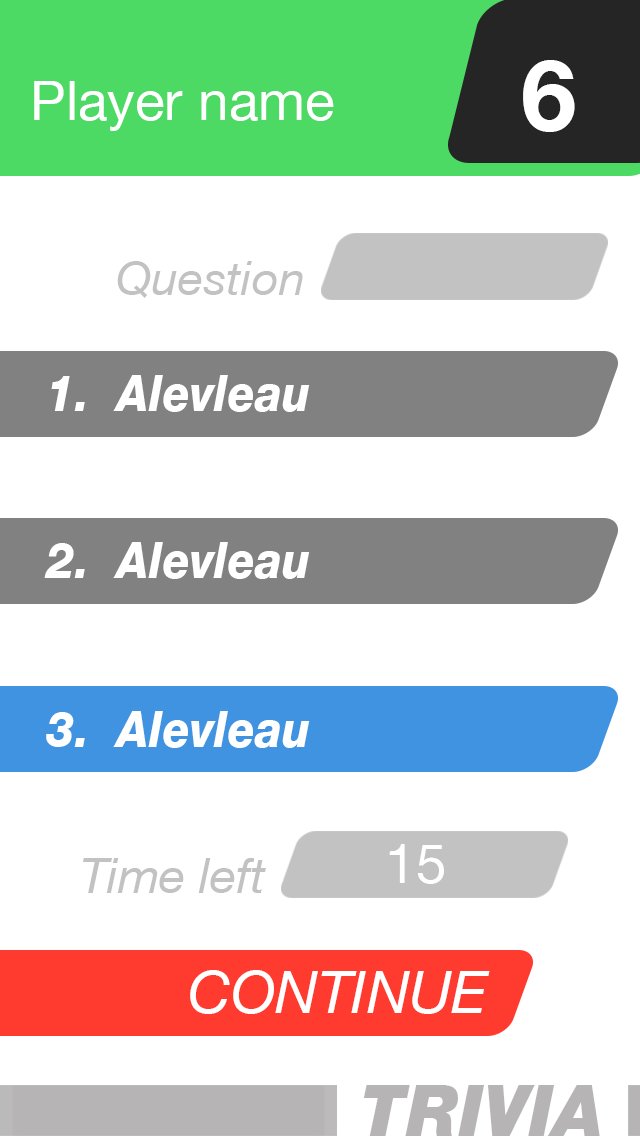 Player name
6
Question
1. Alevleau
2. Alevleau
3. Alevleau
Time left 15
CONTINUE
TRIVIA